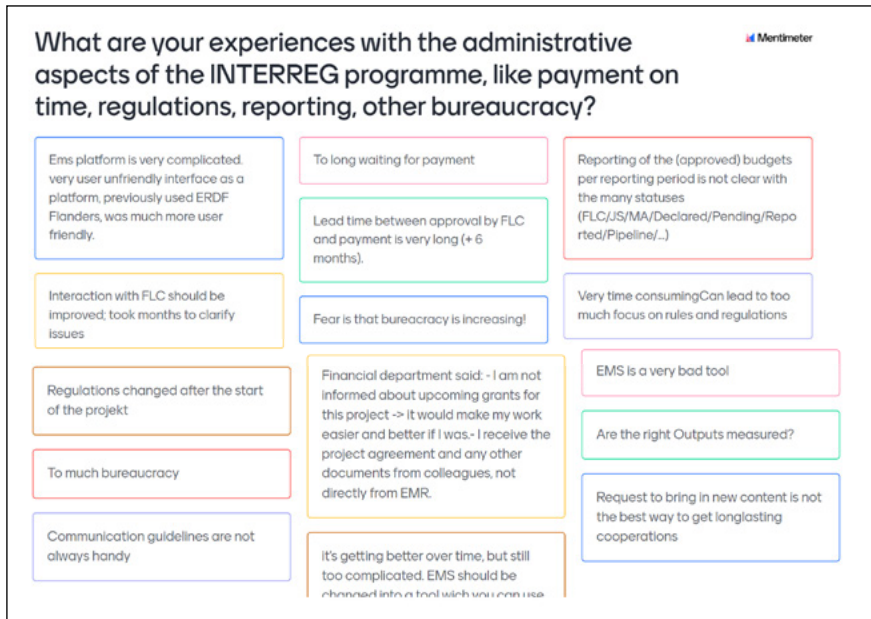 What are your experiences with the administrative
aspects of the INTERREG programme, like payment on
time, regulations, reporting, other bureaucracy?
Mentimeter
Ems platform is very complicated.
very user unfriendly interface as a
platform, previously used ERDF
Flanders, was much more user
friendly.
Interaction with FLC should be
improved; took months to clarify
issues
Regulations changed after the start
of the projekt
To much bureaucracy
Communication guidelines are not
always handy
To long waiting for payment
Lead time between approval by FLC
and payment is very long (+ 6
months).
Fear is that bureacracy is increasing!
Financial department said: - I am not
informed about upcoming grants for
this project -> it would make my work
easier and better if I was.- I receive the
project agreement and any other
documents from colleagues, not
directly from EMR.
it's getting better over time, but still
too complicated. EMS should be
changed into a tool wich you can use
Reporting of the (approved) budgets
per reporting period is not clear with
the many statuses
(FLC/JS/MA/Declared/Pending/Repo
rted/Pipeline/...)
Very time consumingCan lead to too
much focus on rules and regulations
EMS is a very bad tool
Are the right Outputs measured?
Request to bring in new content is not
the best way to get longlasting
cooperations